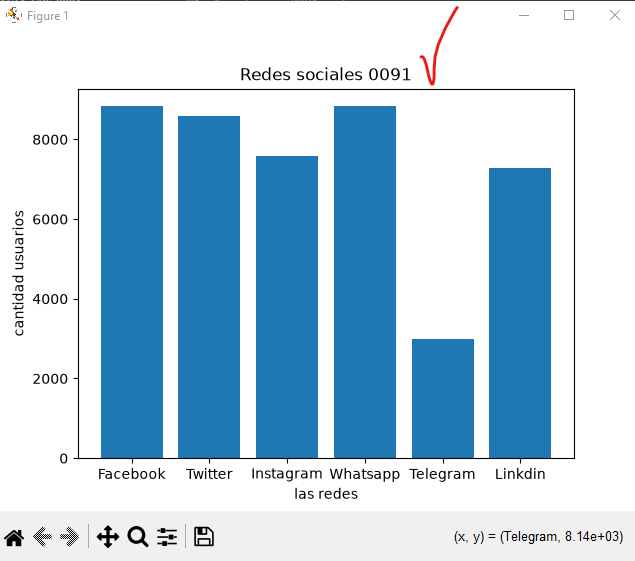 Figure 1
Redes sociales 0091
8000
6000
4000
2000
0
cantidad usuarios
Facebook Twitter Instagram Whatsapp Telegram Linkdin
las redes
(x, y) = (Telegram, 8.14e+03)